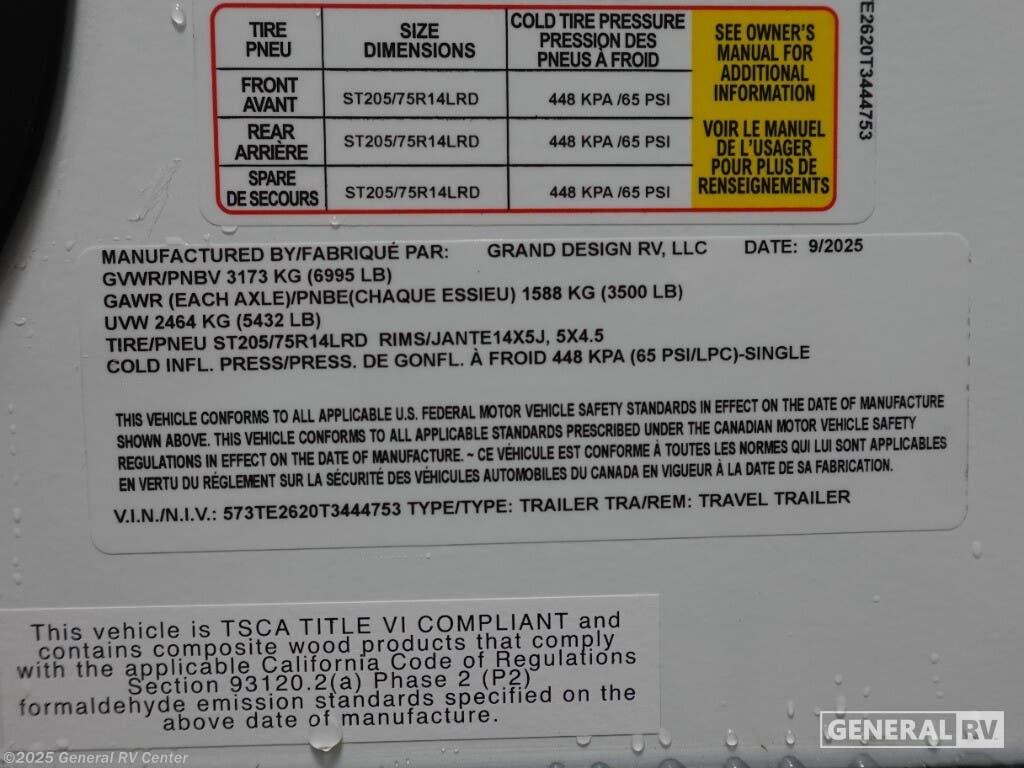 TIRE
PNEU
SIZE
DIMENSIONS
COLD TIRE PRESSURE
PRESSION DES
PNEUS À FROID
SEE OWNER'S
MANUAL FOR
ADDITIONAL
INFORMATION
FRONT
AVANT
ST205/75R14LRD
448 KPA /65 PSI
REAR
ARRIÈRE
ST205/75R14LRD
448 KPA /65 PSI
VOIR LE MANUEL
DE L'USAGER
POUR PLUS DE
RENSEIGNEMENTS
SPARE
DE SECOURS
ST205/75R14LRD
448 KPA /65 PSI
TE2620T3444753
MANUFACTURED BY/FABRIQUÉ PAR: GRAND DESIGN RV, LLC DATE: 9/2025
GVWR/PNBV 3173 KG (6995 LB)
GAWR (EACH AXLE)/PNBE(CHAQUE ESSIEU) 1588 KG (3500 LB)
UVW 2464 KG (5432 LB)
TIRE/PNEU ST205/75R14LRD RIMS/JANTE14X5J, 5X4.5
COLD INFL. PRESS/PRESS. DE GONFL. À FROID 448 KPA (65 PSI/LPC)-SINGLE
THIS VEHICLE CONFORMS TO ALL APPLICABLE U.S. FEDERAL MOTOR VEHICLE SAFETY STANDARDS IN EFFECT ON THE DATE OF MANUFACTURE
SHOWN ABOVE. THIS VEHICLE CONFORMS TO ALL APPLICABLE STANDARDS PRESCRIBED UNDER THE CANADIAN MOTOR VEHICLE SAFETY
REGULATIONS IN EFFECT ON THE DATE OF MANUFACTURE. ~ CE VÉHICULE EST CONFORME À TOUTES LES NORMES QUI LUI SONT APPLICABLES
EN VERTU DU RÉGLEMENT SUR LA SÉCURITÉ DES VÉHICULES AUTOMOBILES DU CANADA EN VIGUEUR À LA DATE DE SA FABRICATION.
V.I.N./N.I.V.: 573TE2620T3444753 TYPE/TYPE: TRAILER TRA/REM: TRAVEL TRAILER
This vehicle is TSCA TITLE VI COMPLIANT and
contains composite wood products that comply
with the applicable California Code of Regulations
Section 93120.2(a) Phase 2 (P2)
formaldehyde emission standards specified on the
above date of manufacture.
GENERAL RV
©2025 General RV Center